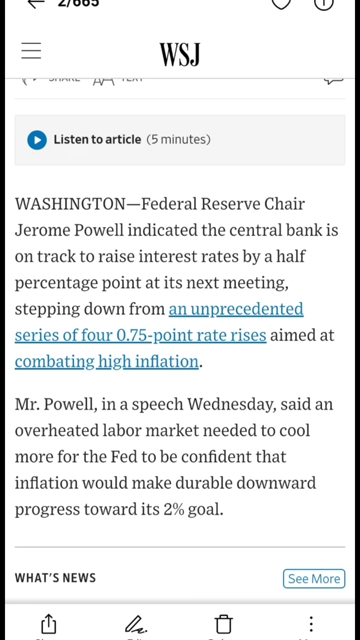 2/665
WSJ
SHARE TEXT
Listen to article (5 minutes)
WASHINGTON—Federal Reserve Chair
Jerome Powell indicated the central bank is
on track to raise interest rates by a half
percentage point at its next meeting,
stepping down from an unprecedented
series of four 0.75-point rate rises aimed at
combating high inflation.
Mr. Powell, in a speech Wednesday, said an
overheated labor market needed to cool
more for the Fed to be confident that
inflation would make durable downward
progress toward its 2% goal.
WHAT'S NEWS
See More